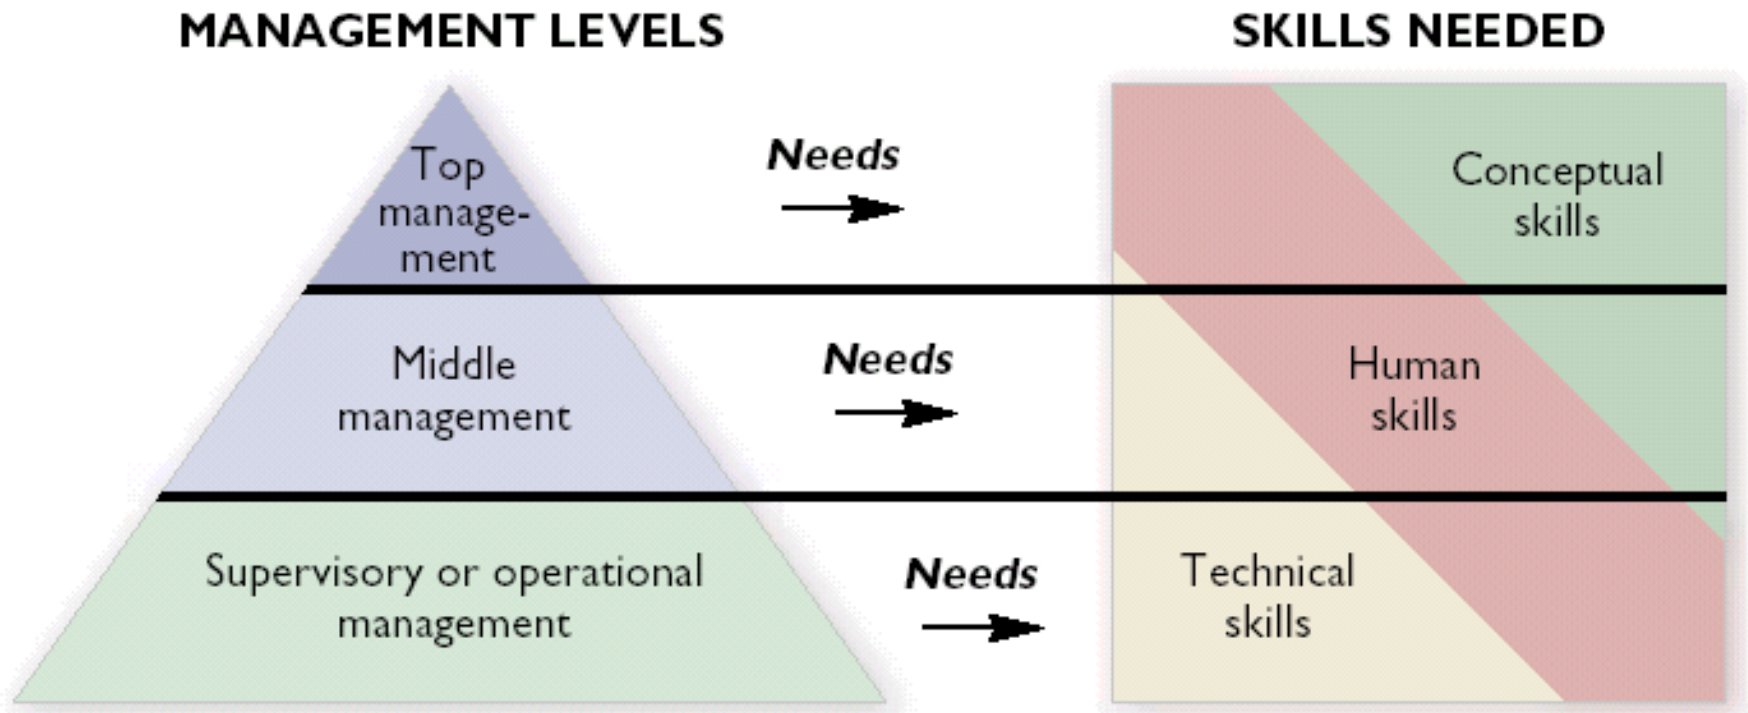 MANAGEMENT LEVELS
SKILLS NEEDED
Top
manage-
ment
Needs
Conceptual
skills
Middle
management
Needs
Human
skills
Supervisory or operational
management
Needs
Technical
skills